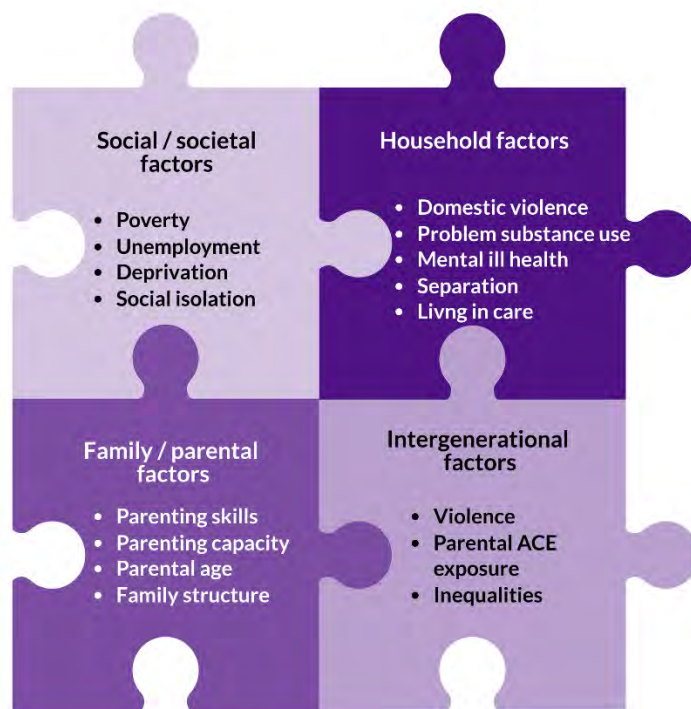 Social / societal
factors
• Poverty
• Unemployment
• Deprivation
• Social isolation
Household factors
• Domestic violence
• Problem substance use
• Mental ill health
• Separation
• Livng in care
Family / parental
factors
• Parenting skills
• Parenting capacity
• Parental age
• Family structure
Intergenerational
factors
• Violence
• Parental ACE
exposure
• Inequalities